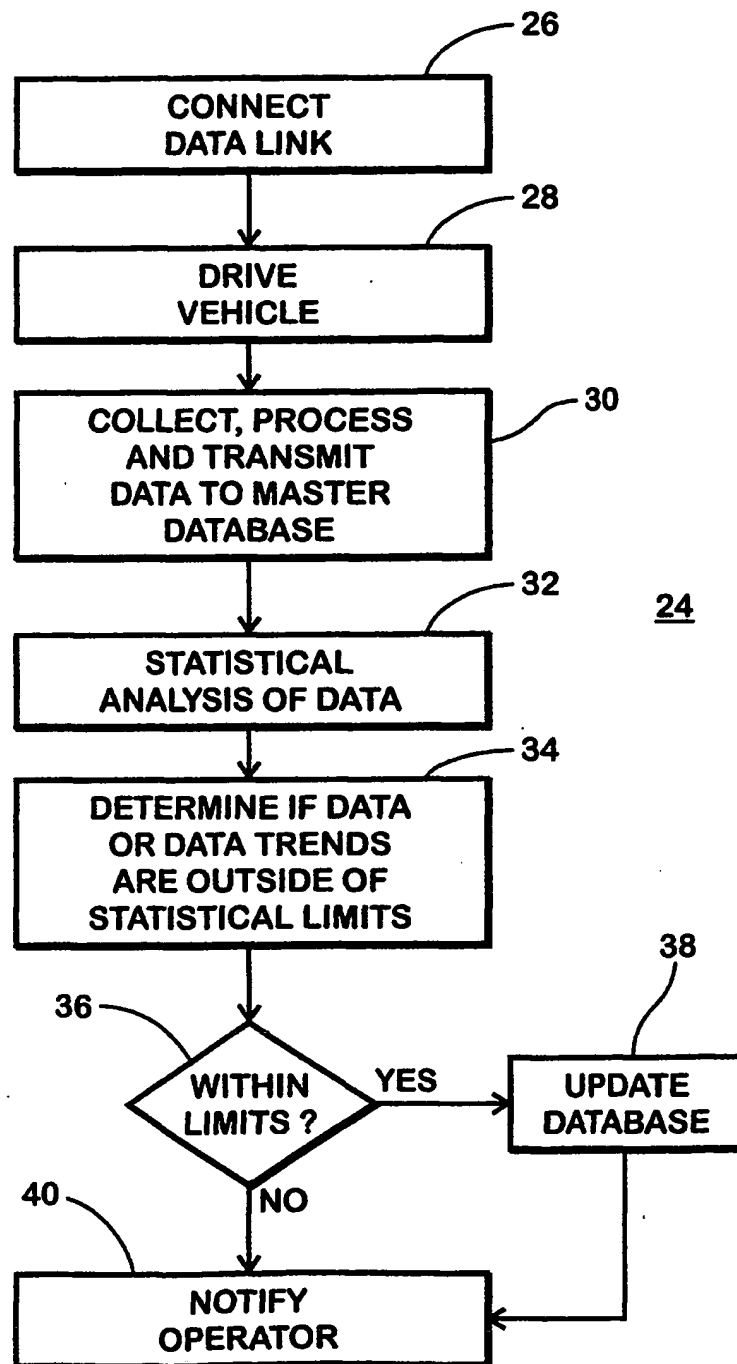 26
CONNECT
DATA LINK
28
DRIVE
VEHICLE
30
COLLECT, PROCESS
AND TRANSMIT
DATA TO MASTER
DATABASE
32
24
STATISTICAL
ANALYSIS OF DATA
34
DETERMINE IF DATA
OR DATA TRENDS
ARE OUTSIDE OF
STATISTICAL LIMITS
36
38
WITHIN
LIMITS ?
YES
UPDATE
DATABASE
NO
40
NOTIFY
OPERATOR